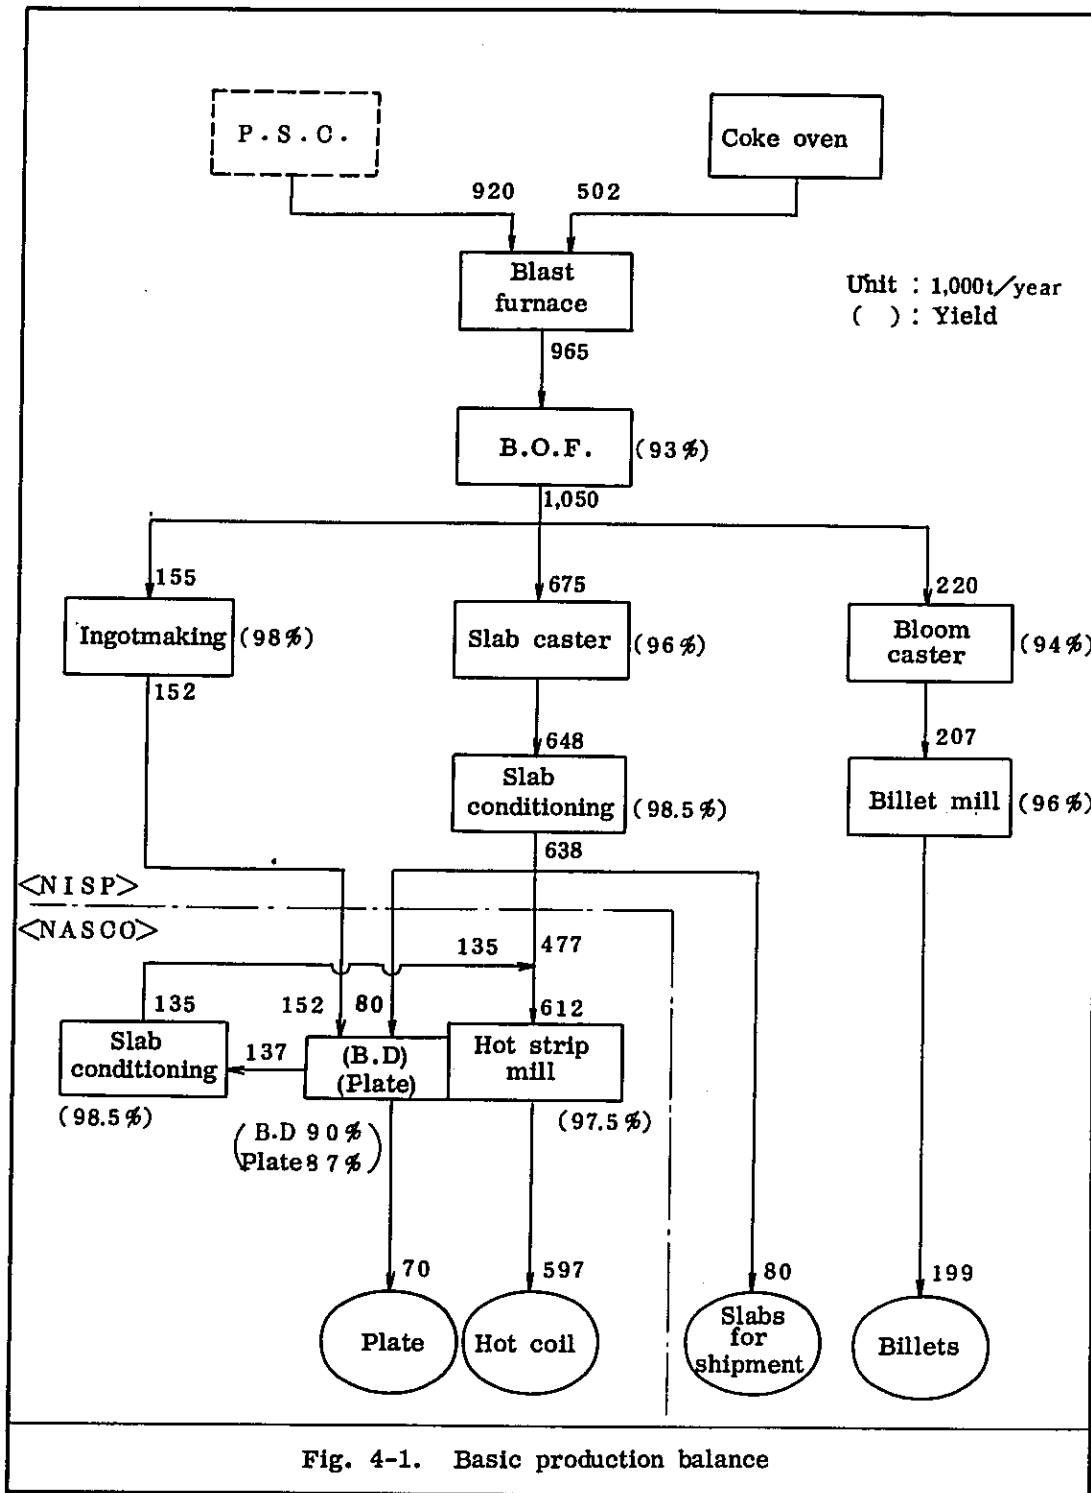 P.S.C.
Coke oven
920
502
Blast
furnace
Unit : 1,000t/year
( ) : Yield
965
B.O.F.
(93%)
1,050
155
675
220
Ingotmaking
(98%)
Slab caster
(96%)
Bloom
caster
(94%)
152
648
207
Slab
conditioning
(98.5%)
Billet mill
(96%)
638
<NISP>
<NASCO>
135
477
135
152
80
612
Slab
conditioning
137
(B.D)
(Plate)
Hot strip
mill
(98.5%)
(B.D 90%
Plate 87%)
(97.5%)
70
597
80
199
Plate
Hot coil
Slabs
for
shipment
Billets
Fig. 4-1. Basic production balance